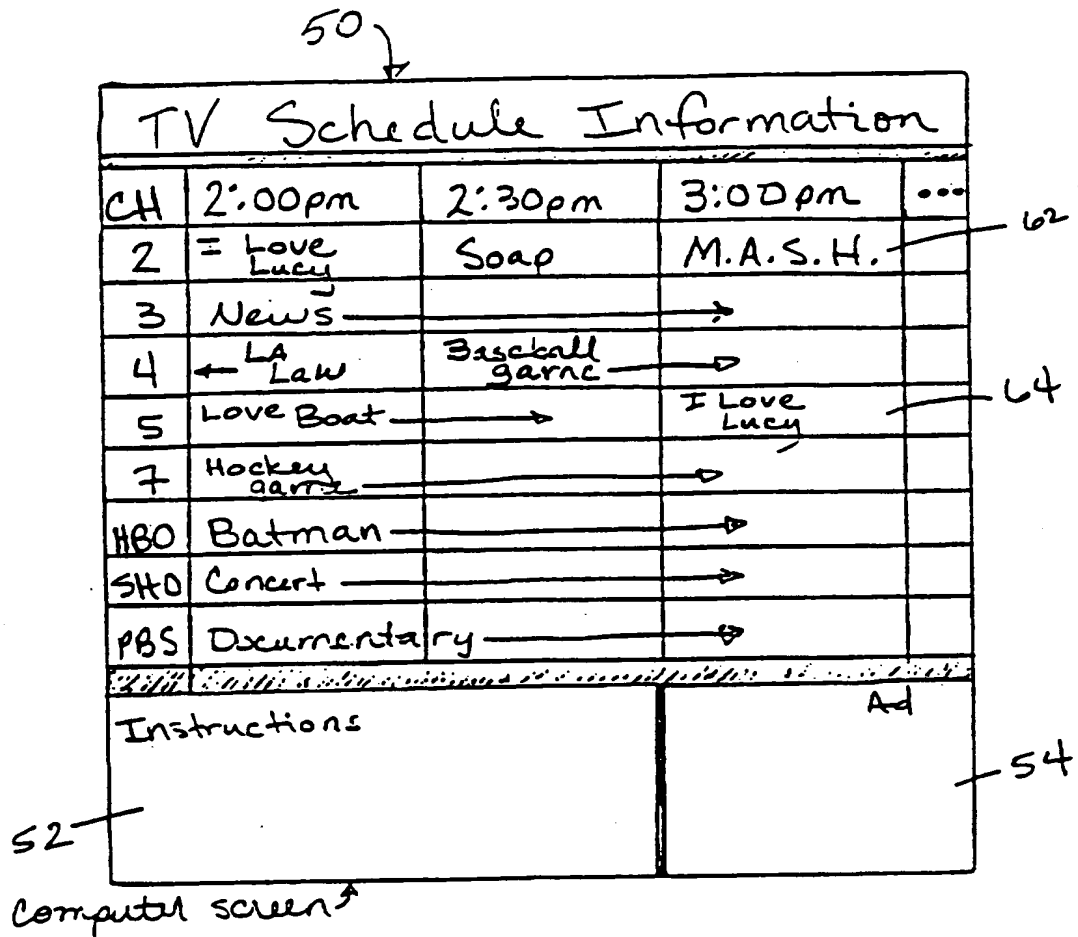 50
TV Schedule Information
CH 2:00pm 2:30pm 3:00pm ...
62
2 I Love Lucy Soap M.A.S.H.
3 News
4 LA Law Baseball game
64
5 Love Boat I Love Lucy
7 Hockey game
HBO Batman
SHO Concert
PBS Documentary
Instructions Ad
54
52
Computer screen